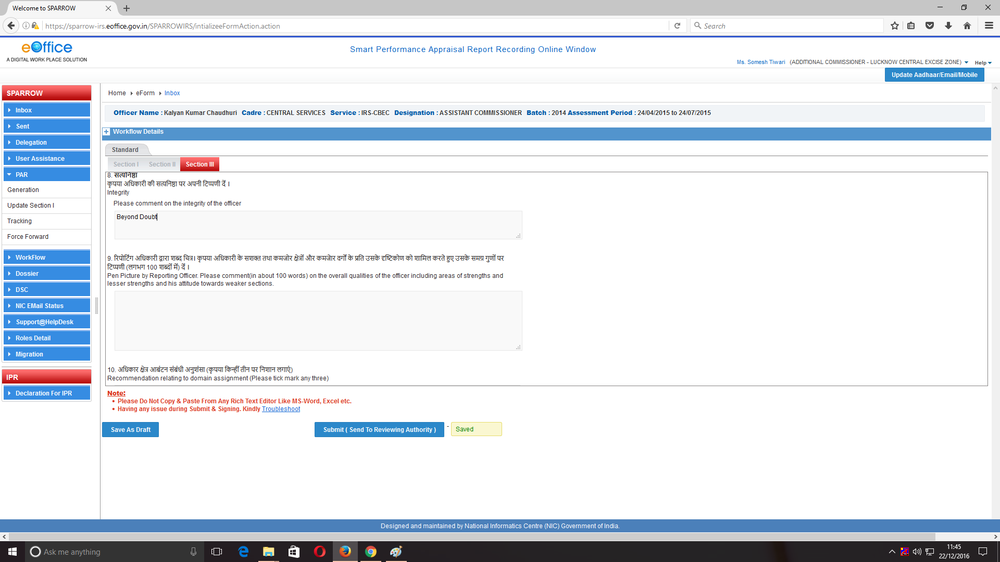 Welcome to SPARROW
https://sparrow-irs.eoffice.gov.in/SPARROWIRS/intializeeFormAction.action
Search
eOffice
A DIGITAL WORK PLACE SOLUTION
Smart Performance Appraisal Report Recording Online Window
Ms. Somesh Tiwari (ADDITIONAL COMMISSIONER - LUCKNOW CENTRAL EXCISE ZONE) Help
Update Aadhaar/Email/Mobile
SPARROW
Inbox
Sent
Delegation
User Assistance
PAR
Generation
Update Section I
Tracking
Force Forward
WorkFlow
Dossier
DSC
NIC EMail Status
Support@HelpDesk
Roles Detail
Migration
IPR
Declaration For IPR
Home eForm Inbox
Officer Name : Kalyan Kumar Chaudhuri Cadre : CENTRAL SERVICES Service : IRS-CBEC Designation : ASSISTANT COMMISSIONER Batch : 2014 Assessment Period : 24/04/2015 to 24/07/2015
Workflow Details
Standard
Section I Section II Section III
8. सत्यनिष्ठा
कृपया अधिकारी की सत्यनिष्ठा पर अपनी टिप्पणी दें ।
Integrity
Please comment on the integrity of the officer
Beyond Doubt
9. रिपोर्टिंग अधिकारी द्वारा शब्द चित्र। कृपया अधिकारी के सशक्त तथा कमजोर क्षेत्रों और कमजेार वर्गों के प्रति उसके दृष्टिकोण को शामिल करते हुए उसके समग्र गुणों पर
टिप्पणी (लगभग 100 शब्दों में) दें ।
Pen Picture by Reporting Officer. Please comment(in about 100 words) on the overall qualities of the officer including areas of strengths and
lesser strengths and his attitude towards weaker sections.
10. अधिकार क्षेत्र आबंटन संबंधी अनुशंसा (कृपया किन्हीं तीन पर निशान लगाएं)
Recommendation relating to domain assignment (Please tick mark any three)
Note:
Please Do Not Copy & Paste From Any Rich Text Editor Like MS-Word, Excel etc.
Having any issue during Submit & Signing. Kindly Troubleshoot
Save As Draft
Submit ( Send To Reviewing Authority ) - Saved
Designed and maintained by National Informatics Centre (NIC) Government of India.
Ask me anything
11:45
22/12/2016